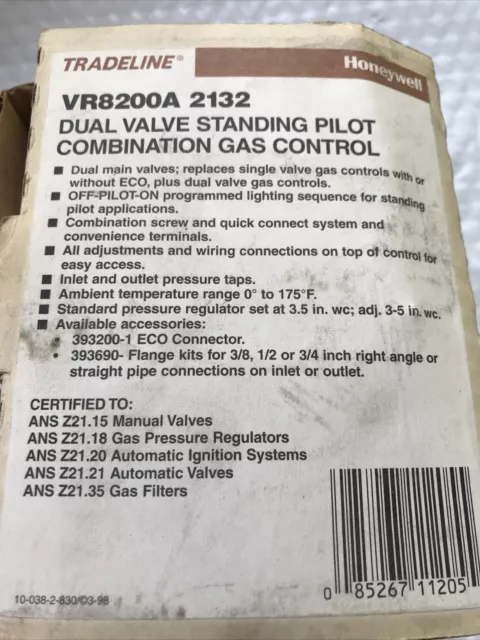 TRADELINE®
Honeywell
VR8200A 2132
DUAL VALVE STANDING PILOT
COMBINATION GAS CONTROL
■ Dual main valves; replaces single valve gas controls with or
without ECO, plus dual valve gas controls.
■ OFF-PILOT-ON programmed lighting sequence for standing
pilot applications.
■ Combination screw and quick connect system and
convenience terminals.
■ All adjustments and wiring connections on top of control for
easy access.
■ Inlet and outlet pressure taps.
■ Ambient temperature range 0° to 175°F.
■ Standard pressure regulator set at 3.5 in. wc; adj. 3-5 in. wc.
■ Available accessories:
• 393200-1 ECO Connector.
• 393690- Flange kits for 3/8, 1/2 or 3/4 inch right angle or
straight pipe connections on inlet or outlet.
CERTIFIED TO:
ANS Z21.15 Manual Valves
ANS Z21.18 Gas Pressure Regulators
ANS Z21.20 Automatic Ignition Systems
ANS Z21.21 Automatic Valves
ANS Z21.35 Gas Filters
0 85267 11205
10-038-2-830/©3-98